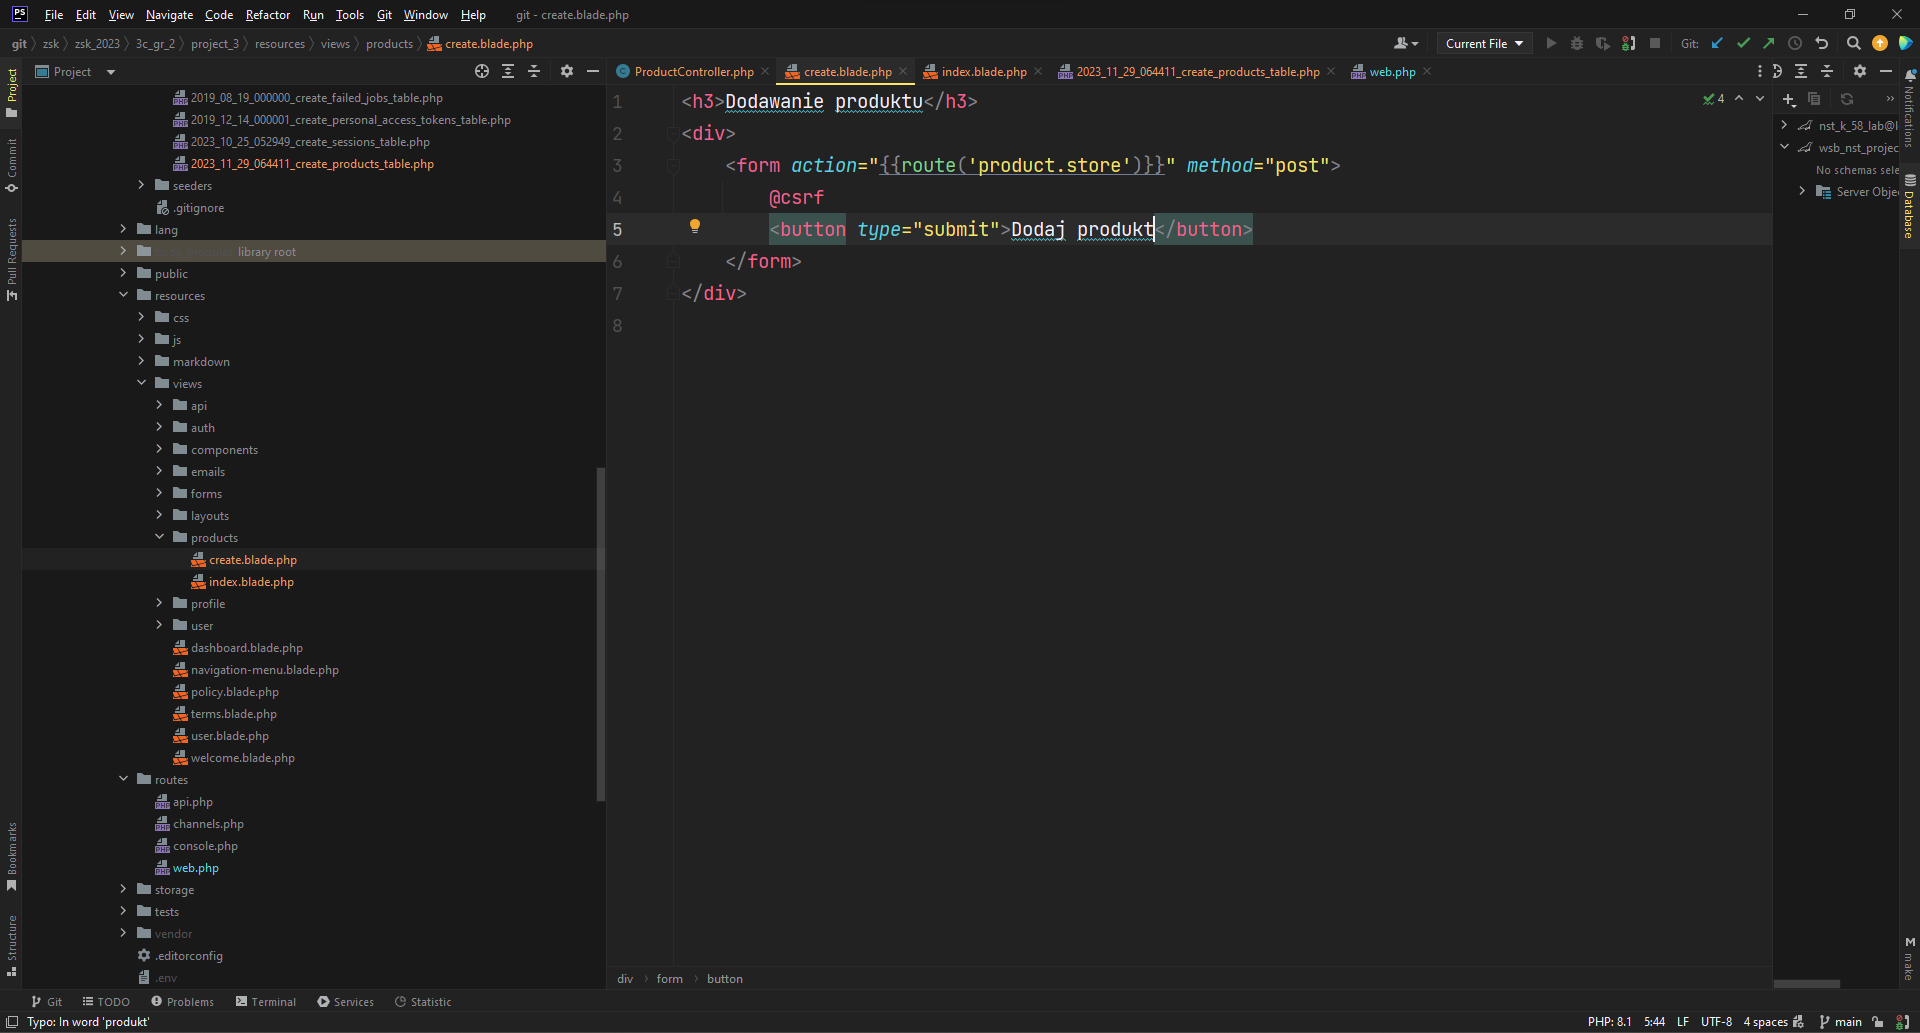 PS File Edit View Navigate Code Refactor Run Tools Git Window Help git - create.blade.php
git zsk zsk_2023 3c_gr_2 project_3 resources views products create.blade.php
Current File Git:
Project
ProductController.php create.blade.php index.blade.php 2023_11_29_064411_create_products_table.php web.php
Project
Commit
Pull Requests
Bookmarks
Structure
2019_08_19_000000_create_failed_jobs_table.php
2019_12_14_000001_create_personal_access_tokens_table.php
2023_10_25_052949_create_sessions_table.php
2023_11_29_064411_create_products_table.php
seeders
.gitignore
lang
library root
public
resources
css
js
markdown
views
api
auth
components
emails
forms
layouts
products
create.blade.php
index.blade.php
profile
user
dashboard.blade.php
navigation-menu.blade.php
policy.blade.php
terms.blade.php
user.blade.php
welcome.blade.php
routes
api.php
channels.php
console.php
web.php
storage
tests
vendor
.editorconfig
.env
1 <h3>Dodawanie produktu</h3>
2 <div>
3 <form action="{{route('product.store')}}" method="post">
4 @csrf
5 <button type="submit">Dodaj produkt</button>
6 </form>
7 </div>
8
4
nst_k_58_lab@l
wsb_nst_projec
No schemas sele
Server Obje
Notifications
Database
M make
div form button
Git TODO Problems Terminal Services Statistic
Typo: In word 'produkt'
PHP: 8.1 5:44 LF UTF-8 4 spaces main